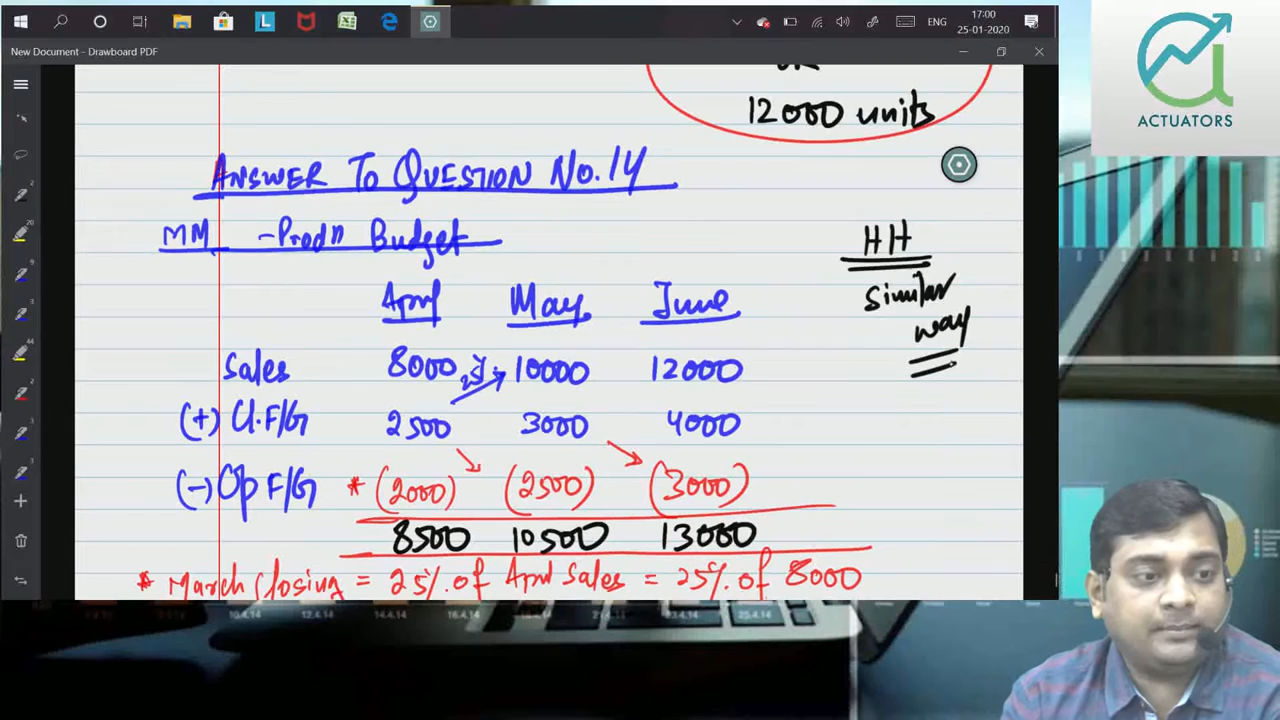 17:00
ENG
25-01-2020
New Document - Drawboard PDF
ACTUATORS
OR
12000 units
ANSWER TO QUESTION No. 14
MM - Prodn Budget
HH
Similar
way
April May June
Sales 8000 25% 10000 12000
(+) Cl. F/G 2500 3000 4000
(-) Op F/G * (2000) (2500) (3000)
8500 10500 13000
* March Closing = 25% of April Sales = 25% of 8000